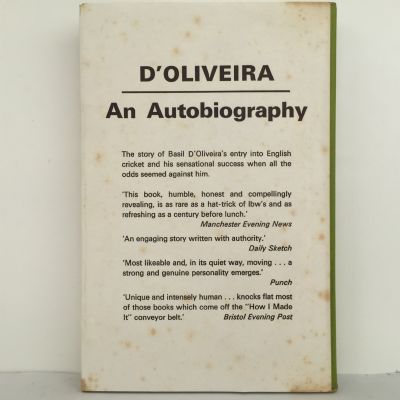 D'OLIVEIRA
An Autobiography
The story of Basil D'Oliveira's entry into English
cricket and his sensational success when all the
odds seemed against him.
'This book, humble, honest and compellingly
revealing, is as rare as a hat-trick of lbw's and as
refreshing as a century before lunch.'
Manchester Evening News
'An engaging story written with authority.'
Daily Sketch
'Most likeable and, in its quiet way, moving . . . a
strong and genuine personality emerges.'
Punch
'Unique and intensely human . . . knocks flat most
of those books which come off the "How I Made
It" conveyor belt.' Bristol Evening Post